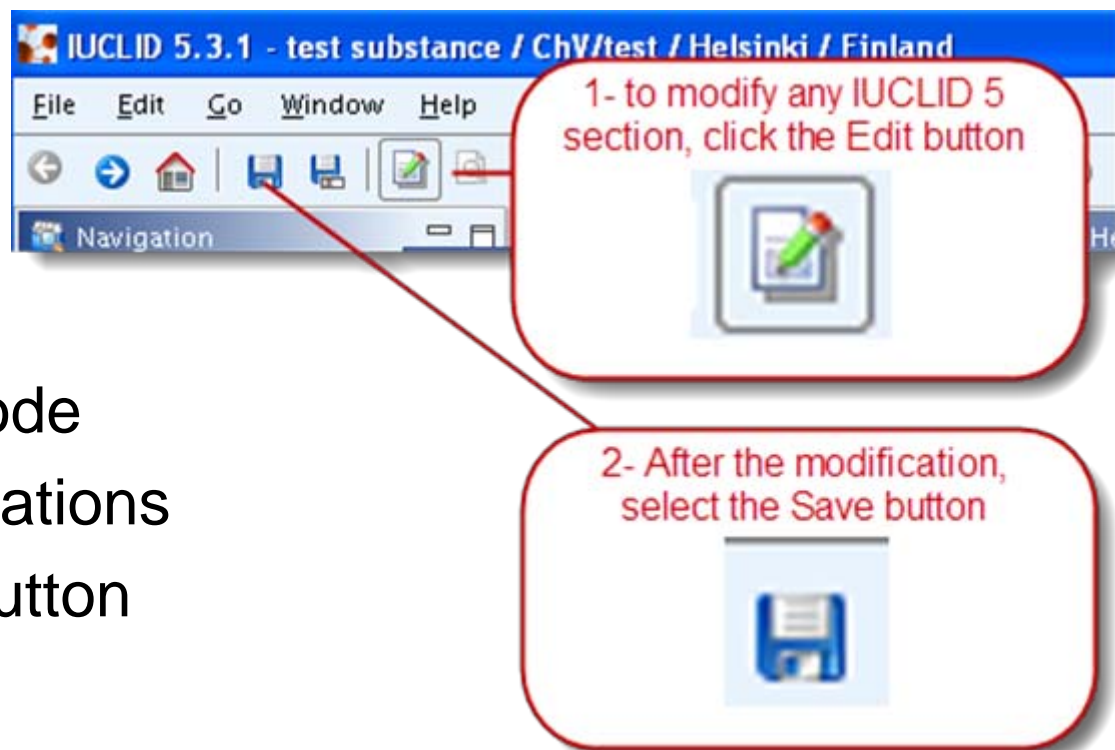 IUCLID 5.3.1 - test substance / ChV/test / Helsinki / Finland
File Edit Go Window Help
Navigation
1- to modify any IUCLID 5
section, click the Edit button
He
ode
ations
utton
2- After the modification,
select the Save button